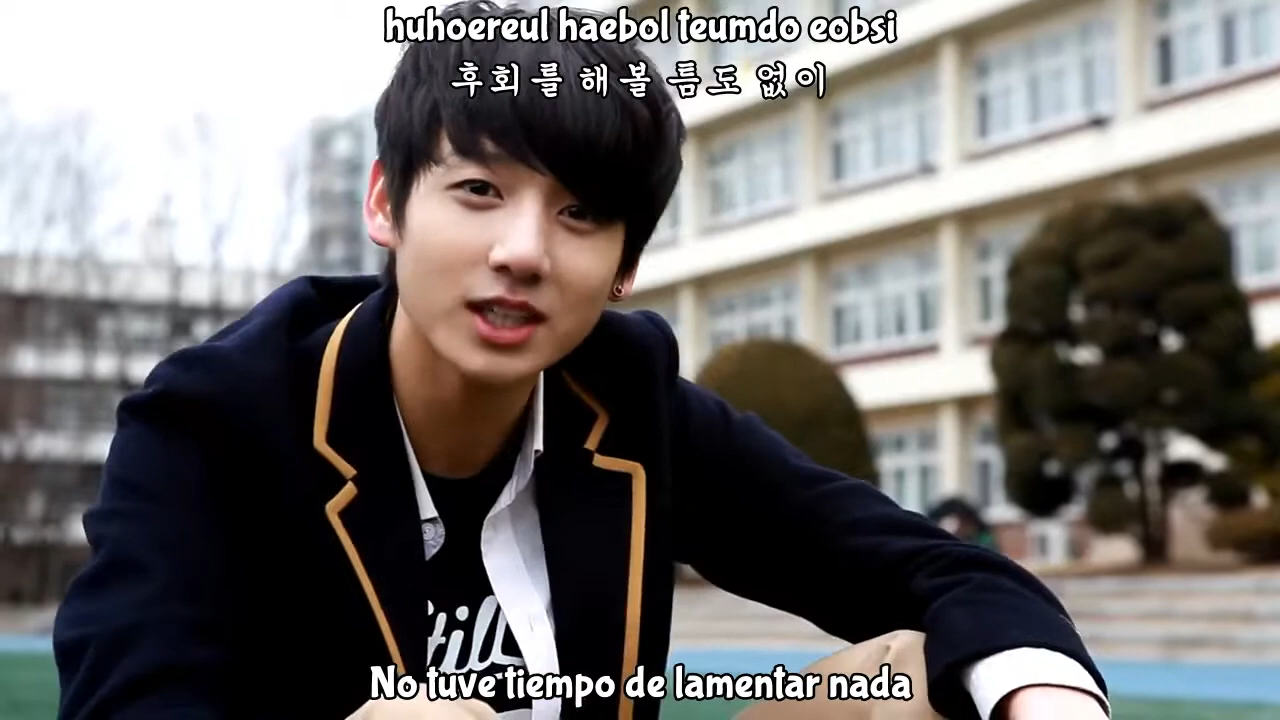 huhoereul haebol teumdo eobsi
후회를 해볼 틈도 없이
Still
No tuve tiempo de lamentar nada